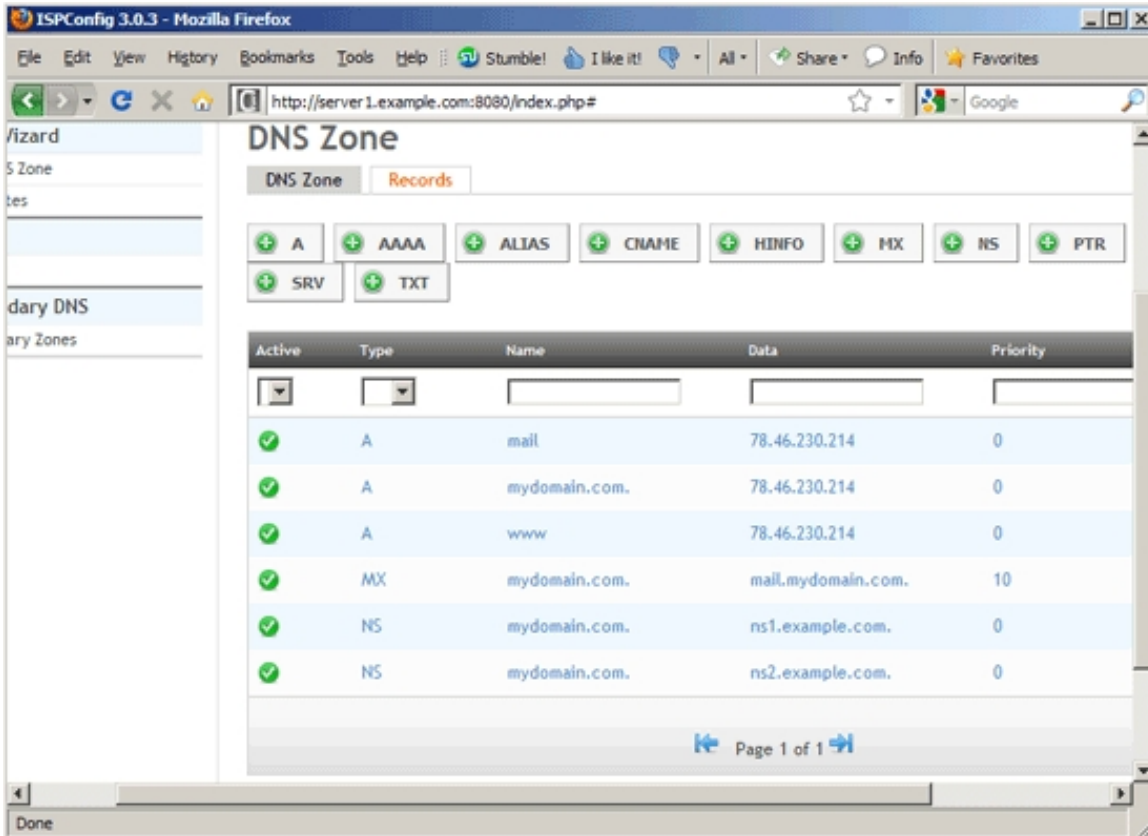 ISPConfig 3.0.3 - Mozilla Firefox
File Edit View History Bookmarks Tools Help Stumble! I like it! All Share Info Favorites
http://server1.example.com:8080/index.php# Google
DNS Zone
DNS Zone Records
Wizard
S Zone
tes
dary DNS
ary Zones
A AAAA ALIAS CNAME HINFO MX NS PTR
SRV TXT
Active Type Name Data Priority
A mail 78.46.230.214 0
A mydomain.com. 78.46.230.214 0
A www 78.46.230.214 0
MX mydomain.com. mail.mydomain.com. 10
NS mydomain.com. ns1.example.com. 0
NS mydomain.com. ns2.example.com. 0
Page 1 of 1
Done